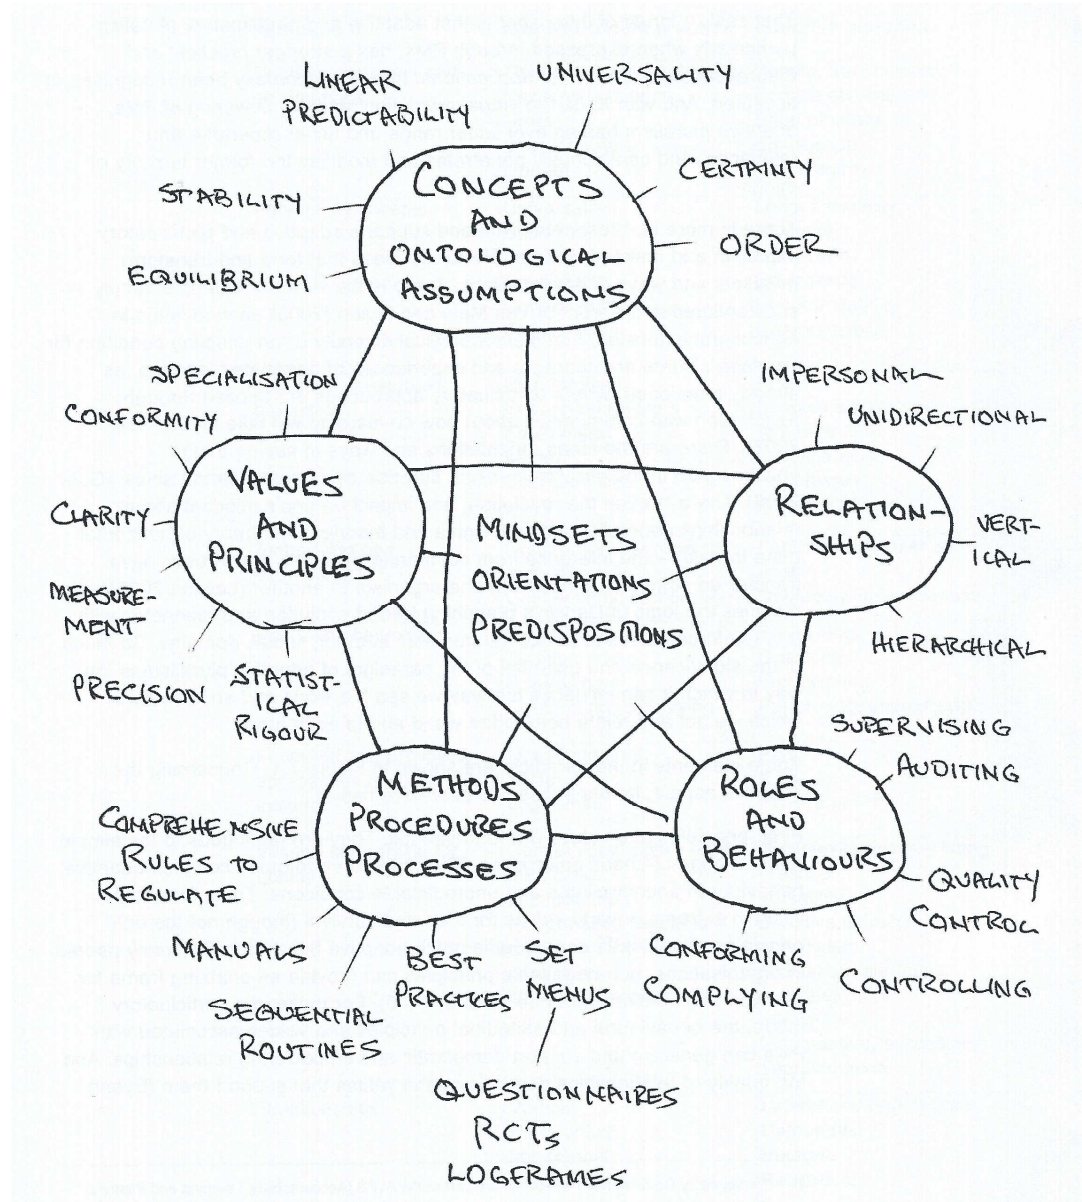 LINEAR
PREDICTABILITY
UNIVERSALITY
STABILITY
CERTAINTY
EQUILIBRIUM
ORDER
CONCEPTS
AND
ONTOLOGICAL
ASSUMPTIONS
SPECIALISATION
CONFORMITY
CLARITY
MEASURE-
MENT
PRECISION
STATIST-
ICAL
RIGOUR
VALUES
AND
PRINCIPLES
MINDSETS
ORIENTATIONS
PREDISPOSITIONS
IMPERSONAL
UNIDIRECTIONAL
VERT-
ICAL
HIERARCHICAL
RELATION-
SHIPS
METHODS
PROCEDURES
PROCESSES
COMPREHENSIVE
RULES TO
REGULATE
MANUALS
SEQUENTIAL
ROUTINES
BEST
PRACTICES
SET
MENUS
QUESTIONNAIRES
RCTs
LOGFRAMES
ROLES
AND
BEHAVIOURS
SUPERVISING
AUDITING
QUALITY
CONTROL
CONTROLLING
CONFORMING
COMPLYING